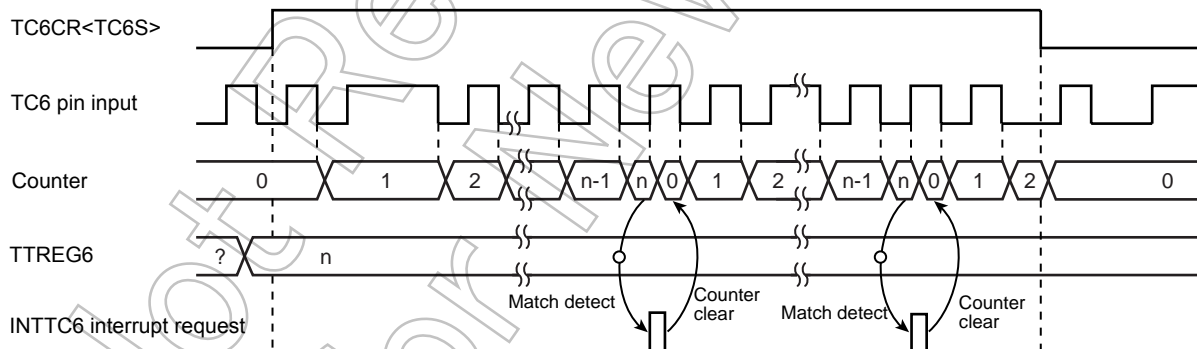 TC6CR<TC6S>
TC6 pin input
Counter 0 1 2 n-1 n 0 1 2 n-1 n 0 1 2 0
TTREG6 ? n
Match detect Counter clear Match detect Counter clear
INTTC6 interrupt request